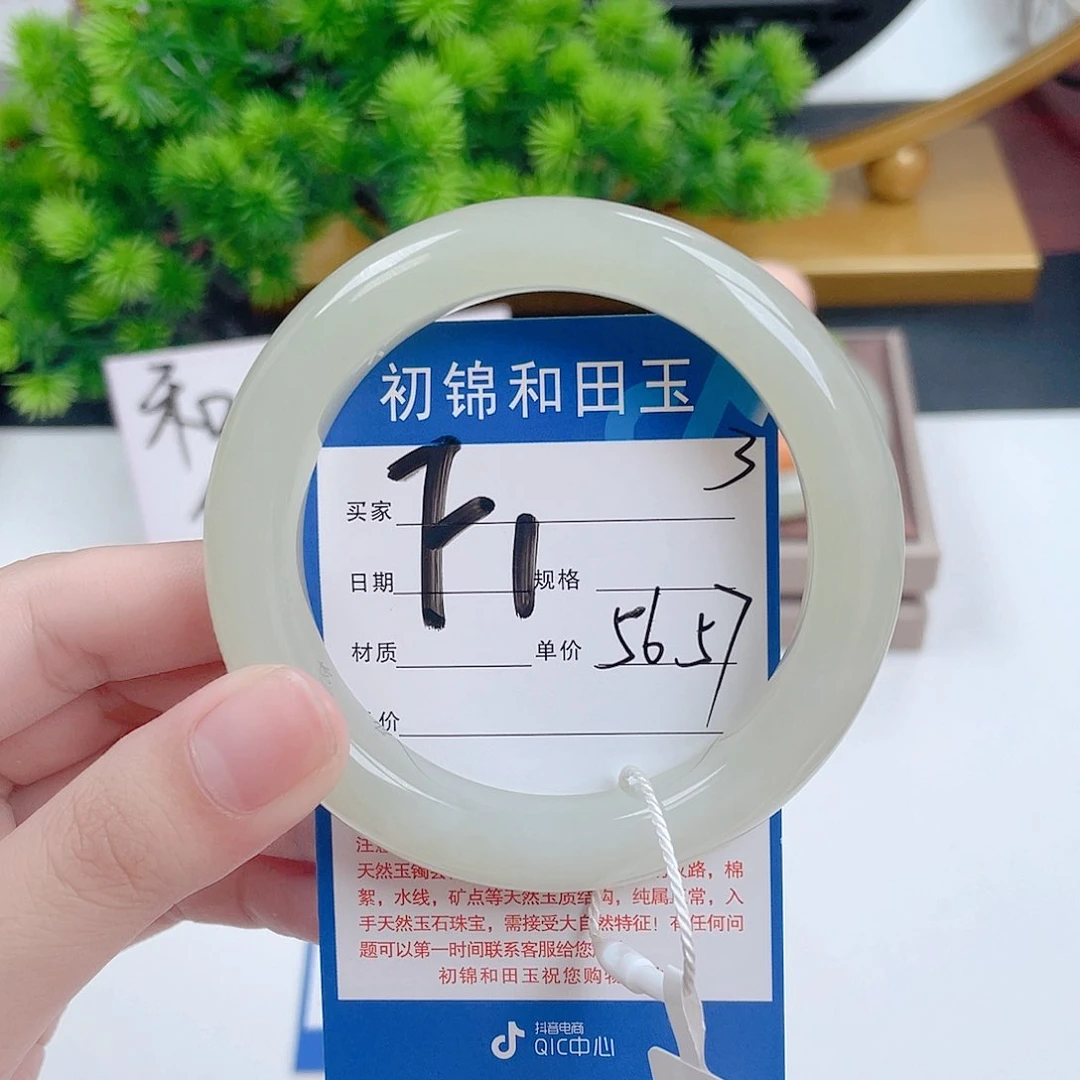 初锦和田玉
和
3
买家
F1
日期
规格
材质
单价 56.5
价
天然玉镯
路，棉
絮，水线，矿点等天然玉质结构，纯属正常，入
手天然玉石珠宝，需接受大自然特征！有任何问
题可以第一时间联系客服给您
初锦和田玉祝您购物
抖音电商
QIC中心